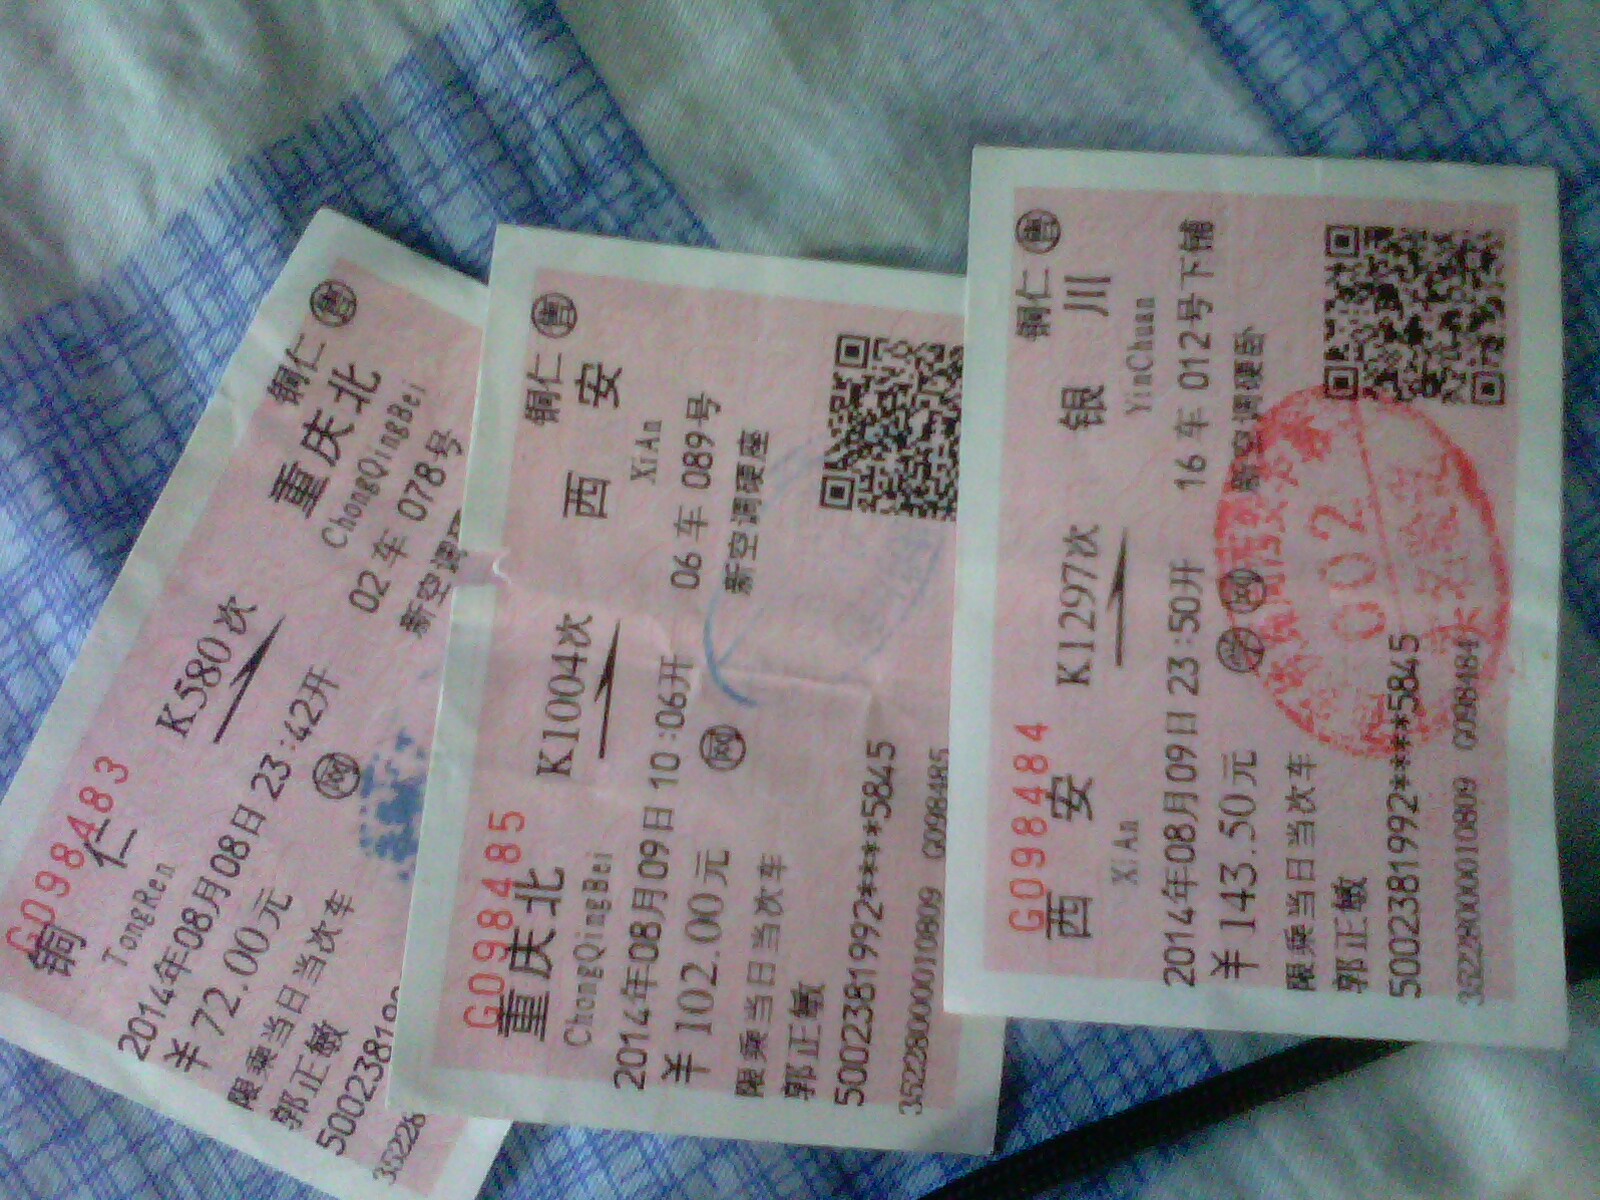 G098483
铜仁 售
铜仁 K580次 重庆北
TongRen ChongQingBei
2014年08月08日 23:42开 02车 078号
￥72.00元 网 新空调
限乘当日当次车
郭正敏
50023819
35228
G098485
铜仁 售
重庆北 K1004次 西安
ChongQingBei XiAn
2014年08月09日 10:06开 06车 089号
￥102.00元 网 新空调硬座
限乘当日当次车
郭正敏
5002381992****5845
35228000010809 G098485
G098484
铜仁 售
西安 K1297次 银川
XiAn YinChuan
2014年08月09日 23:50开 16车 012号下铺
￥143.50元 学 网 新空调硬卧
限乘当日当次车
郭正敏
5002381992****5845
35228000010809 G098484
002